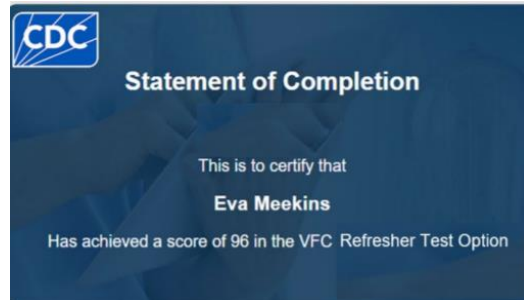 CDC
Statement of Completion
This is to certify that
Eva Meekins
Has achieved a score of 96 in the VFC Refresher Test Option